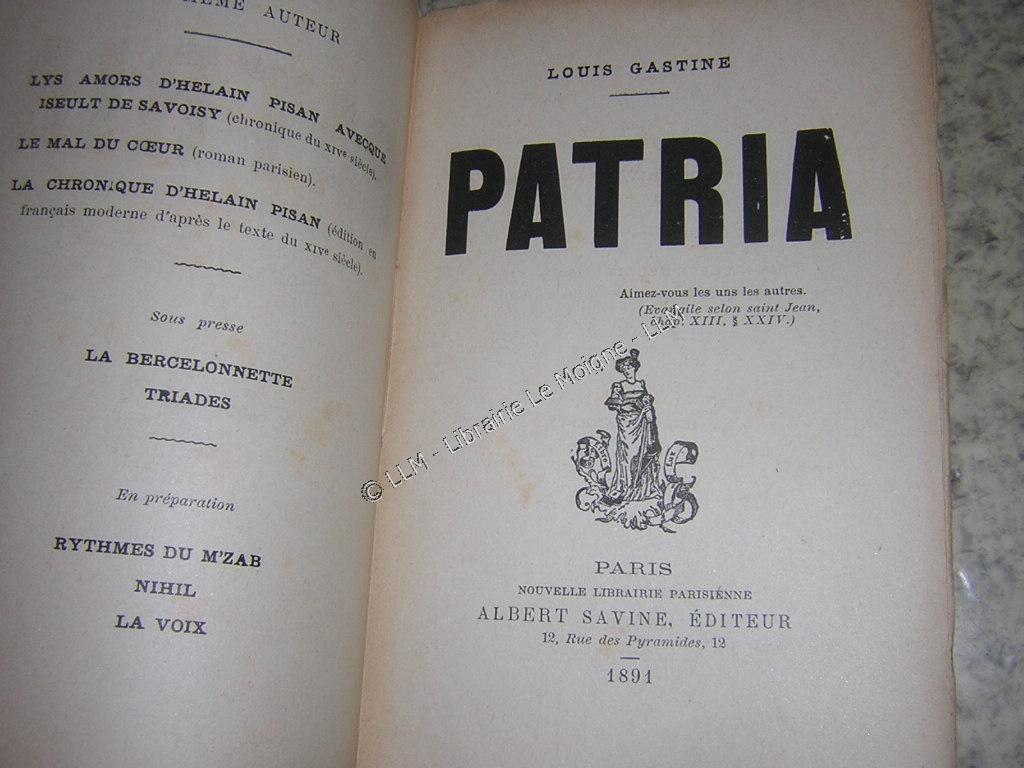 MÊME AUTEUR
LYS AMORS D'HELAIN PISAN AVECQUE
ISEULT DE SAVOISY (chronique du XIVe siècle).
LE MAL DU CŒUR (roman parisien).
LA CHRONIQUE D'HELAIN PISAN (édition en
français moderne d'après le texte du XIVe siècle).
Sous presse
LA BERCELONNETTE
TRIADES
En préparation
RYTHMES DU M'ZAB
NIHIL
LA VOIX
LOUIS GASTINE
PATRIA
Aimez-vous les uns les autres.
(Evangile selon saint Jean,
chap. XIII, § XXIV.)
© LLM - Librairie Le Moigne - LLM
PARIS
NOUVELLE LIBRAIRIE PARISIENNE
ALBERT SAVINE, ÉDITEUR
12, Rue des Pyramides, 12
1891